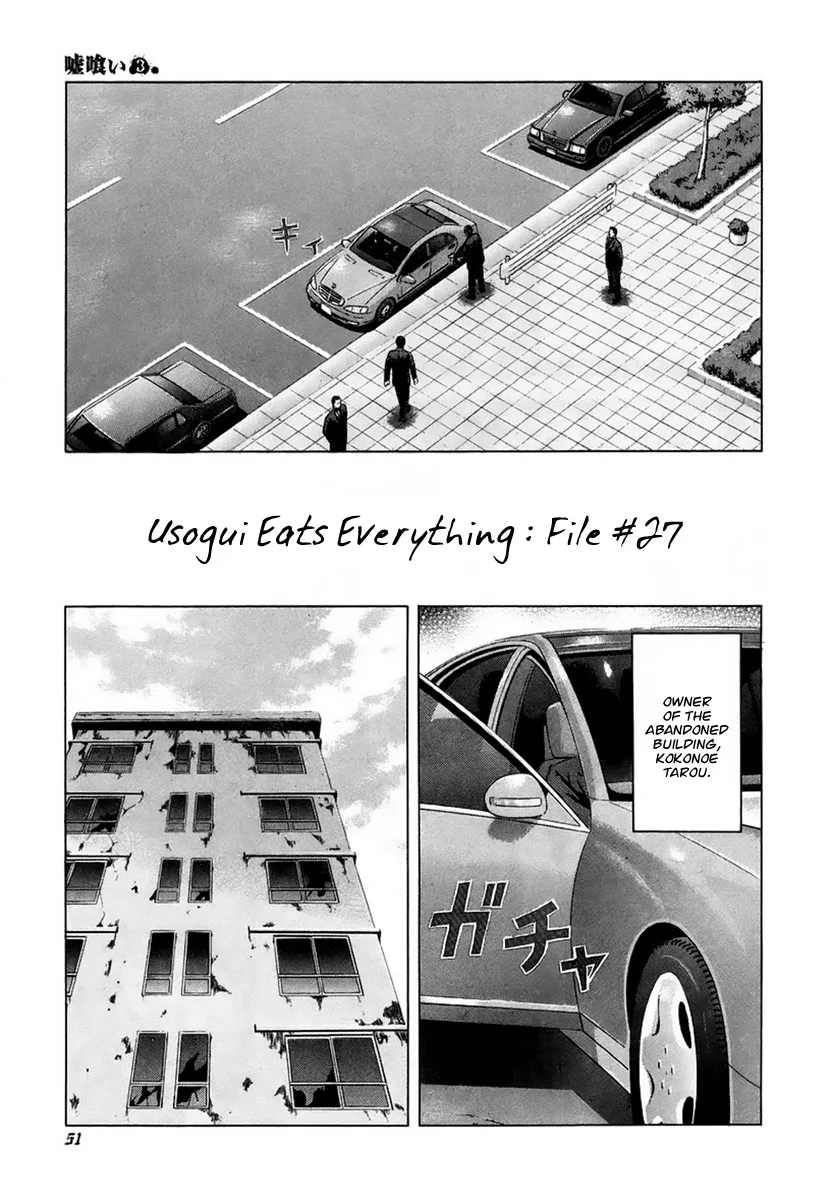 嘘喰い3.
キィ
Usogui Eats Everything : File #27
OWNER
OF THE
ABANDONED
BUILDING,
KOKONOE
TAROU.
ガチャ
51